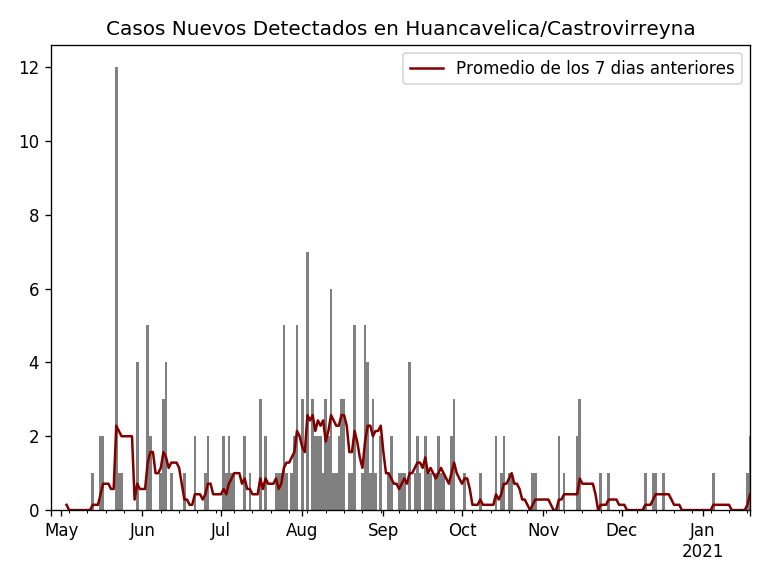 Casos Nuevos Detectados en Huancavelica/Castrovirreyna
Promedio de los 7 dias anteriores
12
10
8
6
4
2
0
May Jun Jul Aug Sep Oct Nov Dec Jan
2021